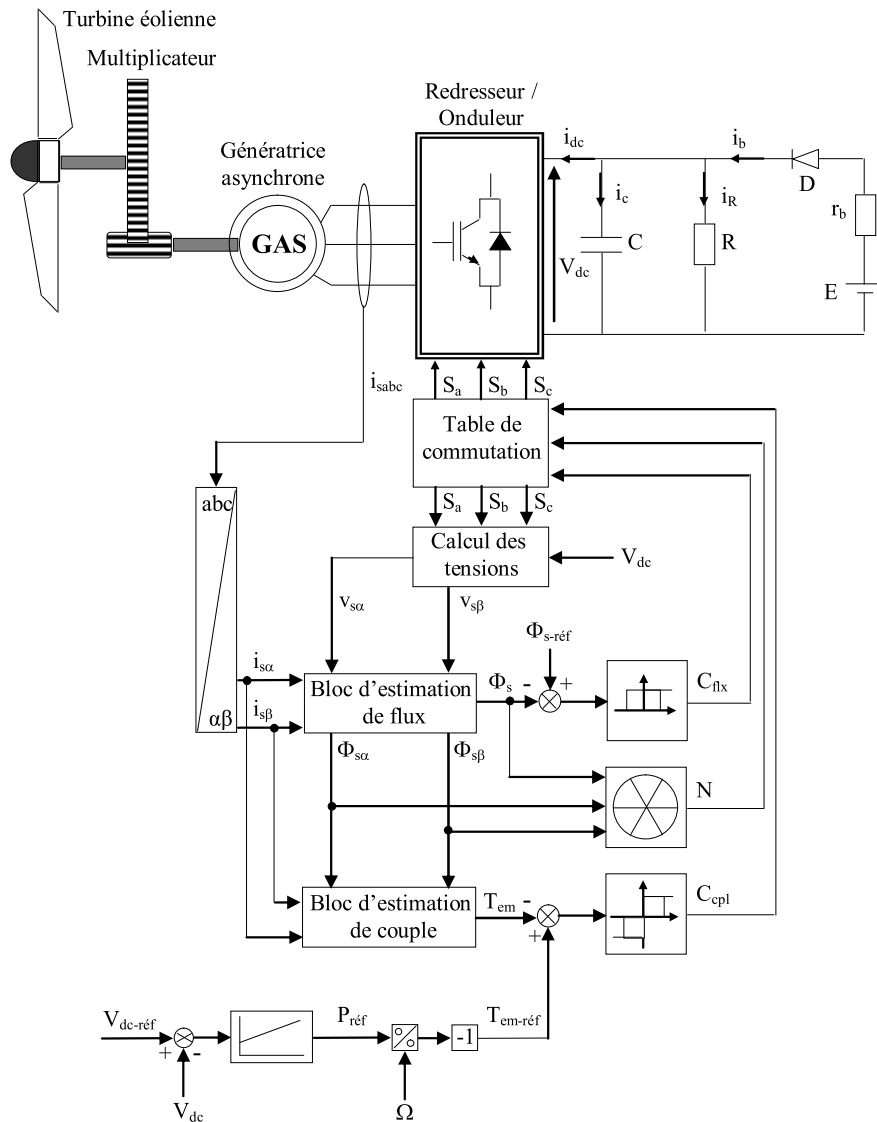 Turbine éolienne
Multiplicateur
Génératrice
asynchrone
GAS
Redresseur /
Onduleur
i_dc
i_b
D
i_c
i_R
r_b
C
R
V_dc
E
i_sabc
S_a S_b S_c
Table de
commutation
abc
S_a S_b S_c
Calcul des
tensions
V_dc
v_sα
v_sβ
Φ_s-réf
i_sα
Bloc d’estimation
de flux
Φ_s
-
+
C_flx
i_sβ
αβ
Φ_sα
Φ_sβ
N
Bloc d’estimation
de couple
T_em
-
+
C_cpl
V_dc-réf
+
-
P_réf
%
-1
T_em-réf
V_dc
Ω